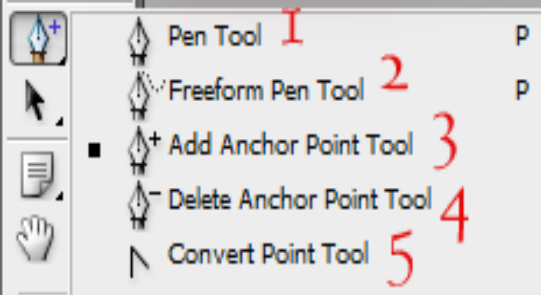 Pen Tool 1 P
Freeform Pen Tool 2 P
Add Anchor Point Tool 3
Delete Anchor Point Tool 4
Convert Point Tool 5